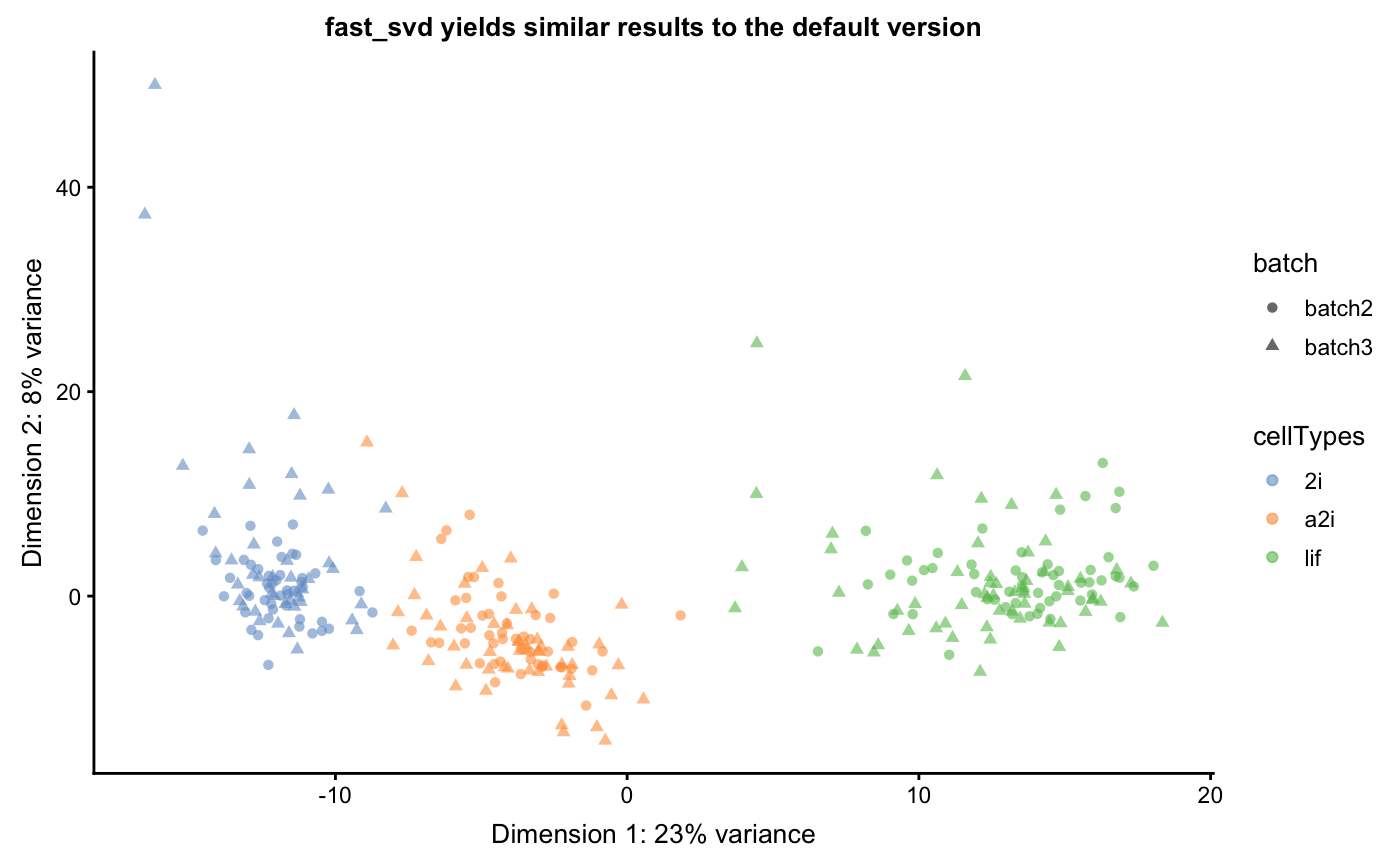 fast_svd yields similar results to the default version
Dimension 2: 8% variance
40
20
0
-10
0
10
20
Dimension 1: 23% variance
batch
batch2
batch3
cellTypes
2i
a2i
lif